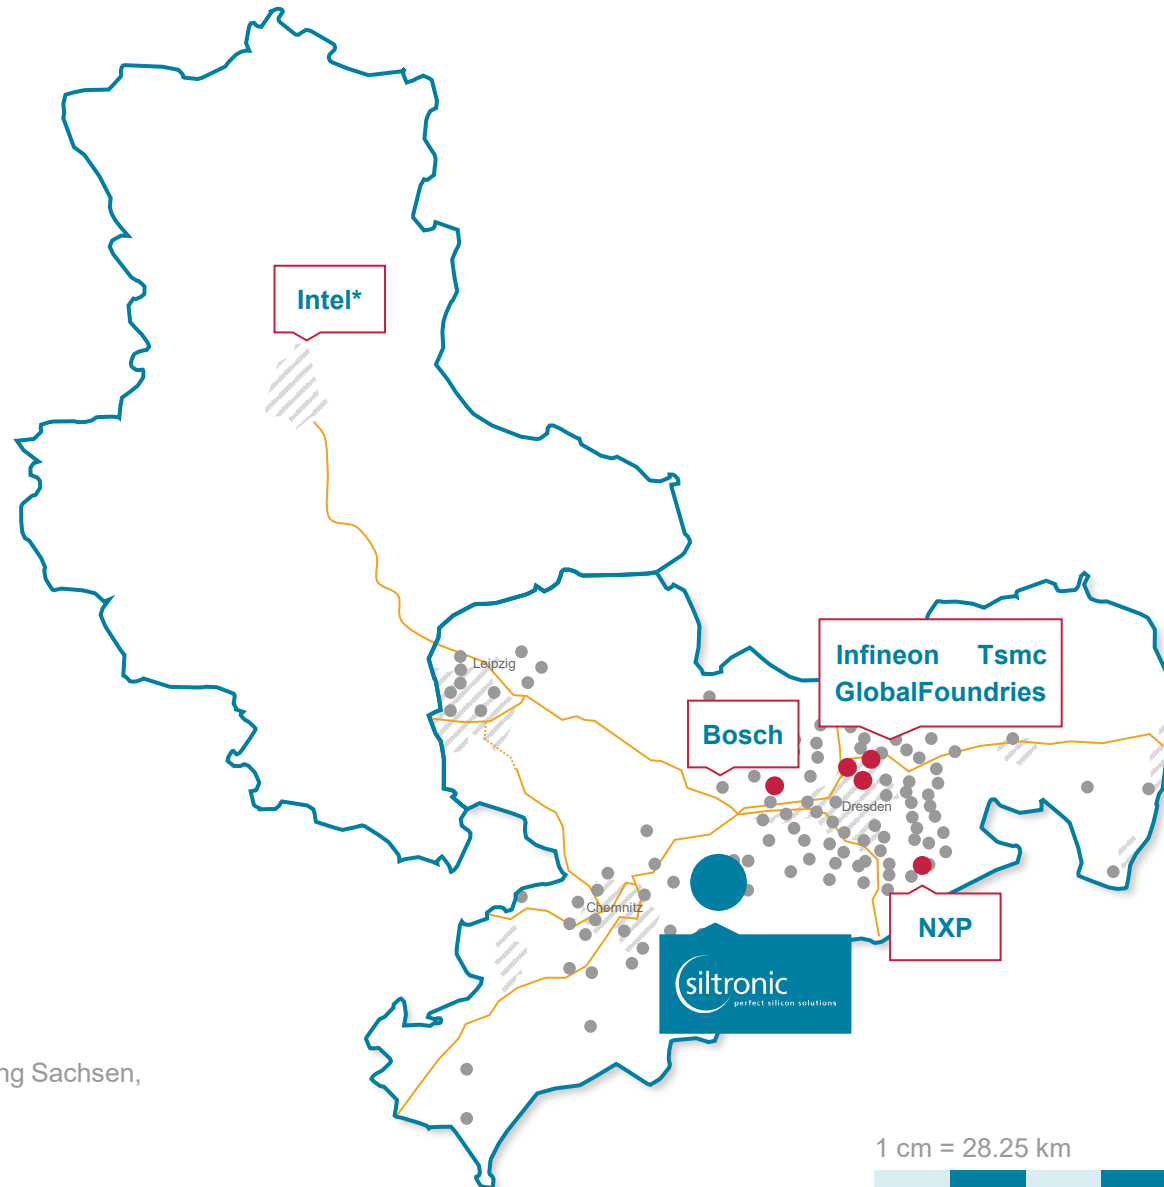 Intel*
Leipzig
Infineon Tsmc
GlobalFoundries
Bosch
Dresden
Chemnitz
NXP
siltronic
perfect silicon solutions
ng Sachsen,
1 cm = 28.25 km